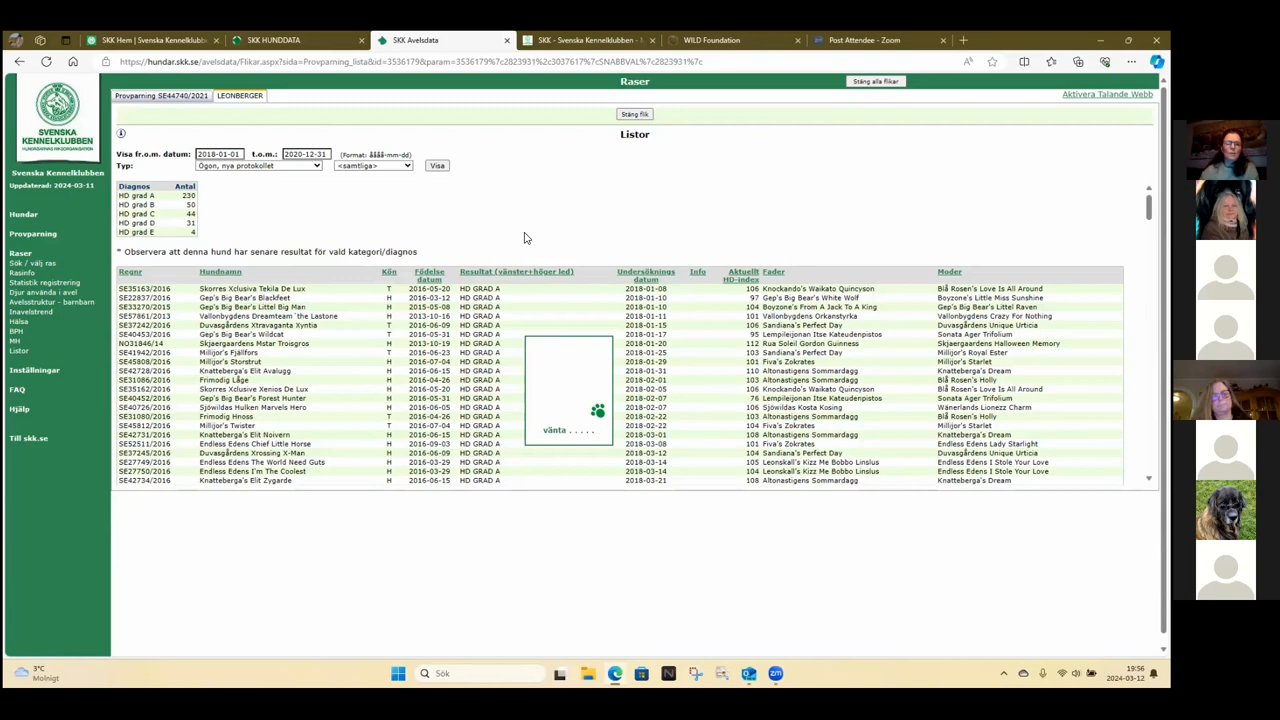 SKK Hem | Svenska Kennelklubbe
SKK HUNDDATA
SKK Avelsdata
SKK - Svenska Kennelklubben - M
WILD Foundation
Post Attendee - Zoom
https://hundar.skk.se/avelsdata/Flikar.aspx?sida=Provparning_lista&id=3536179&param=3536179%7c2823931%2c3037617%7cSNABBVAL%7c3536179%7c2823931%7c
Raser
Stäng alla flikar
Provparning SE44740/2021
LEONBERGER
Aktivera Talande Webb
Stäng flik
Listor
SVENSKA
KENNELKLUBBEN
HUNDÄGARNAS RIKSORGANISATION
Svenska Kennelklubben
Uppdaterad: 2024-03-11
Hundar
Provparning
Raser
Sök / välj ras
Rasinfo
Statistik registrering
Djur använda i avel
Avelsstruktur - barnbarn
Inavelstrend
Hälsa
BPH
MH
Listor
Inställningar
FAQ
Hjälp
Till skk.se
Visa fr.o.m. datum: 2018-01-01 t.o.m.: 2020-12-31 (Format: åååå-mm-dd)
Typ: Ögon, nya protokollet <samtliga> Visa
Diagnos Antal
HD grad A 230
HD grad B 50
HD grad C 44
HD grad D 31
HD grad E 4
* Observera att denna hund har senare resultat för vald kategori/diagnos
Regnr Hundnamn Kön Födelse datum Resultat (vänster+höger led) Undersöknings datum Info Aktuellt HD-index Fader Moder
SE35163/2016 Skorres Xclusiva Tekila De Lux T 2016-05-20 HD GRAD A 2018-01-08 106 Knockando's Waikato Quincyson Blå Rosen's Love Is All Around
SE22837/2016 Gep's Big Bear's Blackfeet H 2016-03-12 HD GRAD A 2018-01-10 97 Gep's Big Bear's White Wolf Boyzone's Little Miss Sunshine
SE33270/2015 Gep's Big Bear's Littel Big Man H 2015-05-08 HD GRAD A 2018-01-10 104 Boyzone's From A Jack To A King Gep's Big Bear's Littel Raven
SE57861/2013 Vallonbygdens Dreamteam ́the Lastone H 2013-10-16 HD GRAD A 2018-01-11 101 Vallonbygdens Orkanstyrka Vallonbygdens Crazy For Nothing
SE37242/2016 Duvasgårdens Xtravaganta Xyntia T 2016-06-09 HD GRAD A 2018-01-15 106 Sandiana's Perfect Day Duvasgårdens Unique Urticia
SE40453/2016 Gep's Big Bear's Wildcat T 2016-05-31 HD GRAD A 2018-01-17 95 Lempileijonan Itse Kateudenpois Sonata Ager Trifolium
NO31846/14 Skjaergaardens Mstar Troisgros H 2013-10-19 HD GRAD A 2018-01-20 112 Rua Soleil Gordon Guinness Skjaergaardens Halloween Memory
SE41942/2016 Milljor's Fjällfors T 2016-06-23 HD GRAD A 2018-01-25 103 Sandiana's Perfect Day Milljor's Royal Ester
SE45808/2016 Milljor's Storstrut H 2016-07-04 HD GRAD A 2018-01-29 101 Fiva's Zorukes Milljor's Starlet
SE42728/2016 Knatteberga's Elit Avalugg H 2016-06-15 HD GRAD A 2018-01-31 110 Altonastigens Sommardagg Knatteberga's Dream
SE31086/2016 Frimodig Låge H 2016-04-26 HD GRAD A 2018-02-01 103 Altonastigens Sommardagg Blå Rosen's Holly
SE35162/2016 Skorres Xclusive Xenios De Lux H 2016-05-20 HD GRAD A 2018-02-05 106 Knockando's Waikato Quincyson Blå Rosen's Love Is All Around
SE40452/2016 Gep's Big Bear's Forest Hunter H 2016-05-31 HD GRAD A 2018-02-07 76 Lempileijonan Itse Kateudenpois Sonata Ager Trifolium
SE40726/2016 Sjöwildas Hulken Marvels Hero H 2016-06-05 HD GRAD A 2018-02-07 106 Sjöwildas Kosta Kosing Wänerlands Lionezz Charm
SE31080/2016 Frimodig Hnoss T 2016-04-26 HD GRAD A 2018-02-22 103 Altonastigens Sommardagg Blå Rosen's Holly
SE45812/2016 Milljor's Twister T 2016-07-04 HD GRAD A 2018-02-22 104 Fiva's Zorukes Milljor's Starlet
SE42731/2016 Knatteberga's Elit Noivern H 2016-06-15 HD GRAD A 2018-03-01 108 Altonastigens Sommardagg Knatteberga's Dream
SE52511/2016 Endless Edens Chief Little Horse H 2016-09-03 HD GRAD A 2018-03-08 101 Fiva's Zorukes Endless Edens Lady Starlight
SE37245/2016 Duvasgårdens Xrossing X-Man H 2016-06-09 HD GRAD A 2018-03-12 104 Sandiana's Perfect Day Duvasgårdens Unique Urticia
SE27749/2016 Endless Edens The World Need Guts H 2016-03-29 HD GRAD A 2018-03-14 105 Leonskall's Kizz Me Bobbo Linslus Endless Edens I Stole Your Love
SE27750/2016 Endless Edens I'm The Coolest H 2016-03-29 HD GRAD A 2018-03-14 106 Leonskall's Kizz Me Bobbo Linslus Endless Edens I Stole Your Love
SE42734/2016 Knatteberga's Elit Zygarde H 2016-06-15 HD GRAD A 2018-03-21 108 Altonastigens Sommardagg Knatteberga's Dream
vänta . . . . .
3°C
Molnigt
Sök
19:56
2024-03-12